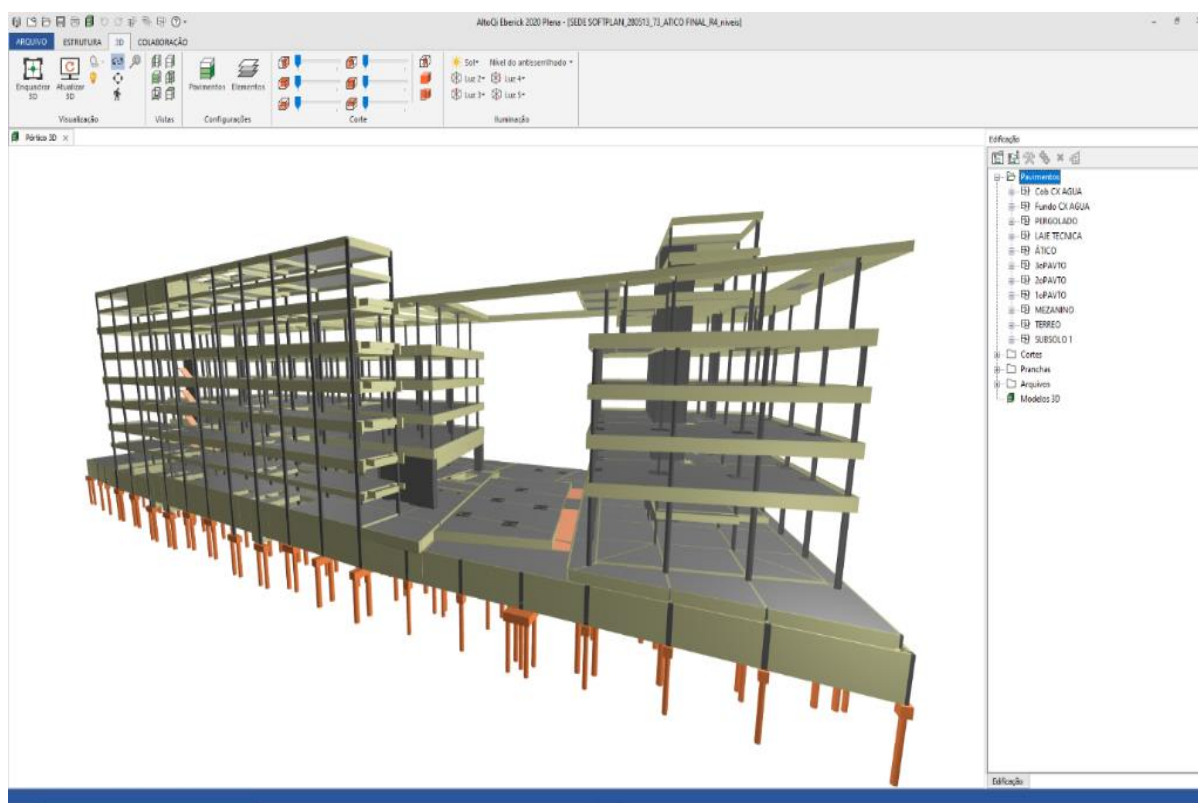 AltoQi Eberick 2020 Plena - [SEDE SOFTPLAN_280513_73_ATICO FINAL_R4_niveis]
ARQUIVO ESTRUTURA 3D COLABORAÇÃO
Enquadrar 3D
Atualizar 3D
Pavimentos Elementos
Sol Nível do antisserrilhado
Luz 2 Luz 4
Luz 3 Luz 5
Visualização Vistas Configurações Corte Iluminação
Pórtico 3D
Edificação
Pavimentos
Cob CX AGUA
Fundo CX AGUA
PERGOLADO
LAJE TECNICA
ÁTICO
3oPAVTO
2oPAVTO
1oPAVTO
MEZANINO
TERREO
SUBSOLO 1
Cortes
Pranchas
Arquivos
Modelos 3D
Edificação